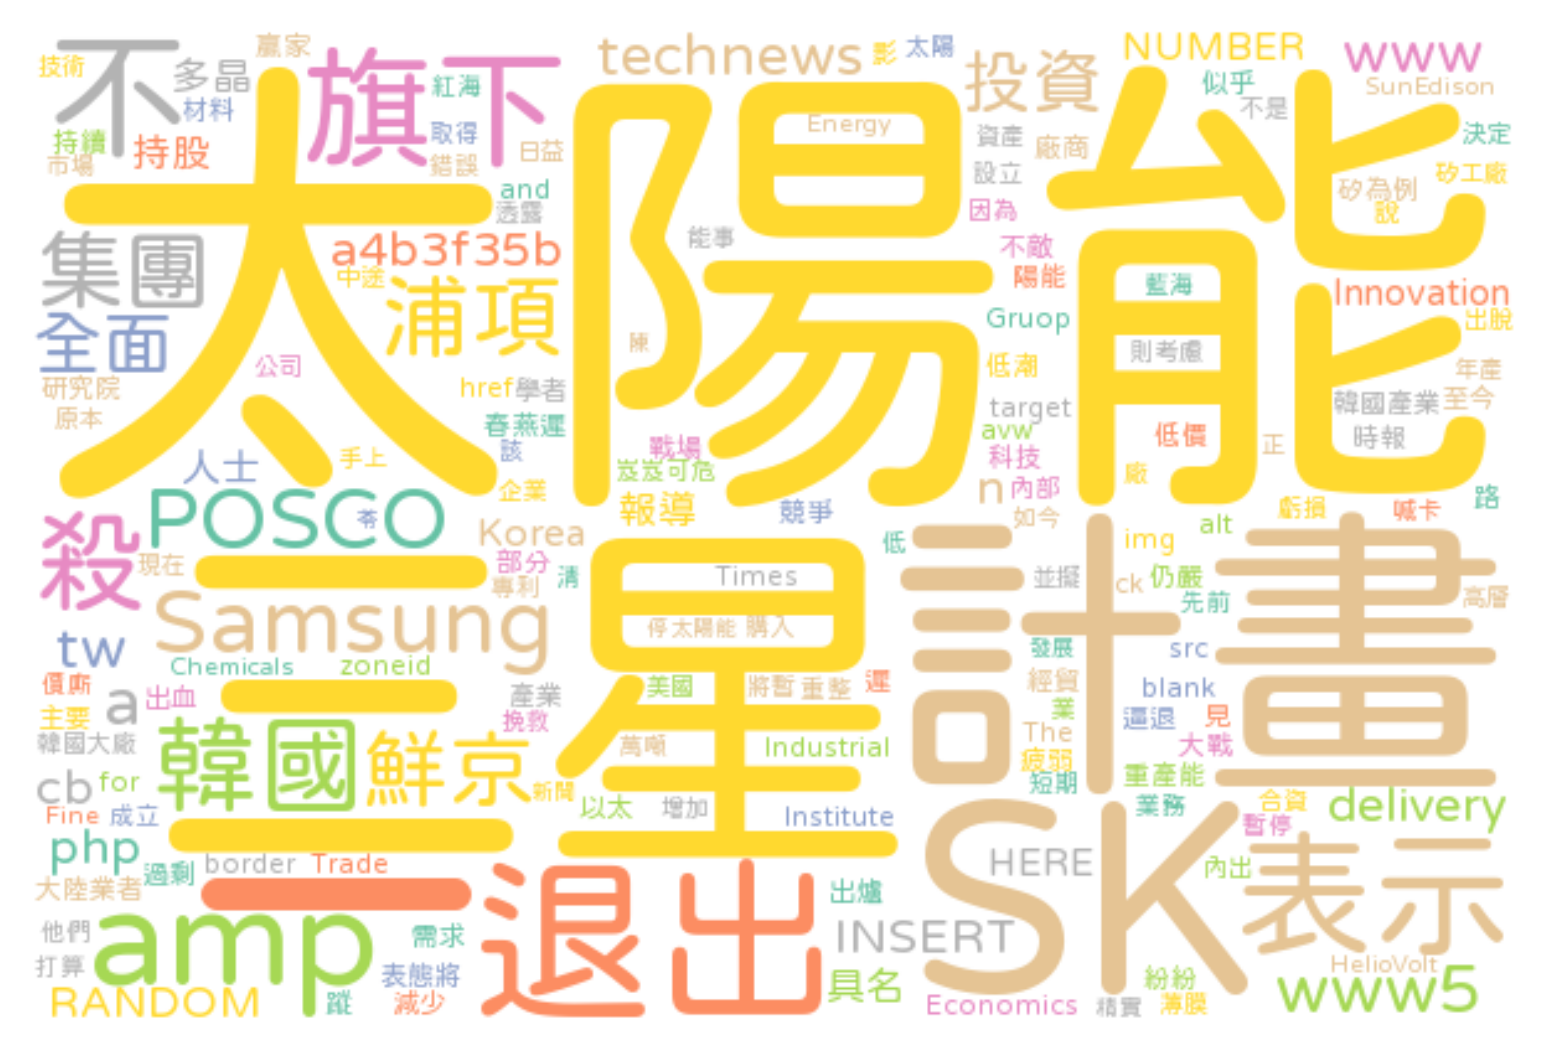 不 多晶 贏家 technews 影 太陽 投資 NUMBER www
技術 材料 旗下 紅海 似乎 SunEdison
太陽能
持續 持股 取得 Energy 資產 廠商 不是 決定
市場 錯誤 日益 設立 矽為例 矽工廠
and 透露 因為 說
集團 a4b3f35b 能事 不敵
中途 浦項 陽能 藍海 Innovation
全面 陳 Gruop 出脫
公司 低潮 則考慮 年產
研究院 href 學者 target 韓國產業 至今
原本 春燕遲 avw 低價 時報
人士 手上 該 戰場 科技 正
岌岌可危 廠
POSCO 苓 企業 報導 競爭 n 內部 虧損 喊卡 路
殺 Korea 如今 alt
三星 計畫
現在 部分 清 低 img
專利 Times 並擬 ck 仍嚴
Samsung 停太陽能 購入 先前 高層
tw 發展 src
Chemicals zoneid
價廝 a 出血 產業 美國 將暫 重整 遲 經貿 blank
主要 挽救 業 逼退 見
韓國大廠 韓國 鮮京 萬噸 Industrial The 大戰
疲弱
cb for 新聞 短期 重產能
Fine 成立 以太 增加 Institute 業務 合資 delivery
php 暫停
過剩 border Trade SK HERE 表示
大陸業者 一 退出 出爐 內出
他們 amp 需求 INSERT
打算 表態將 具名 紛紛 HelioVolt www5
RANDOM 蹤 減少 Economics 精實 薄膜